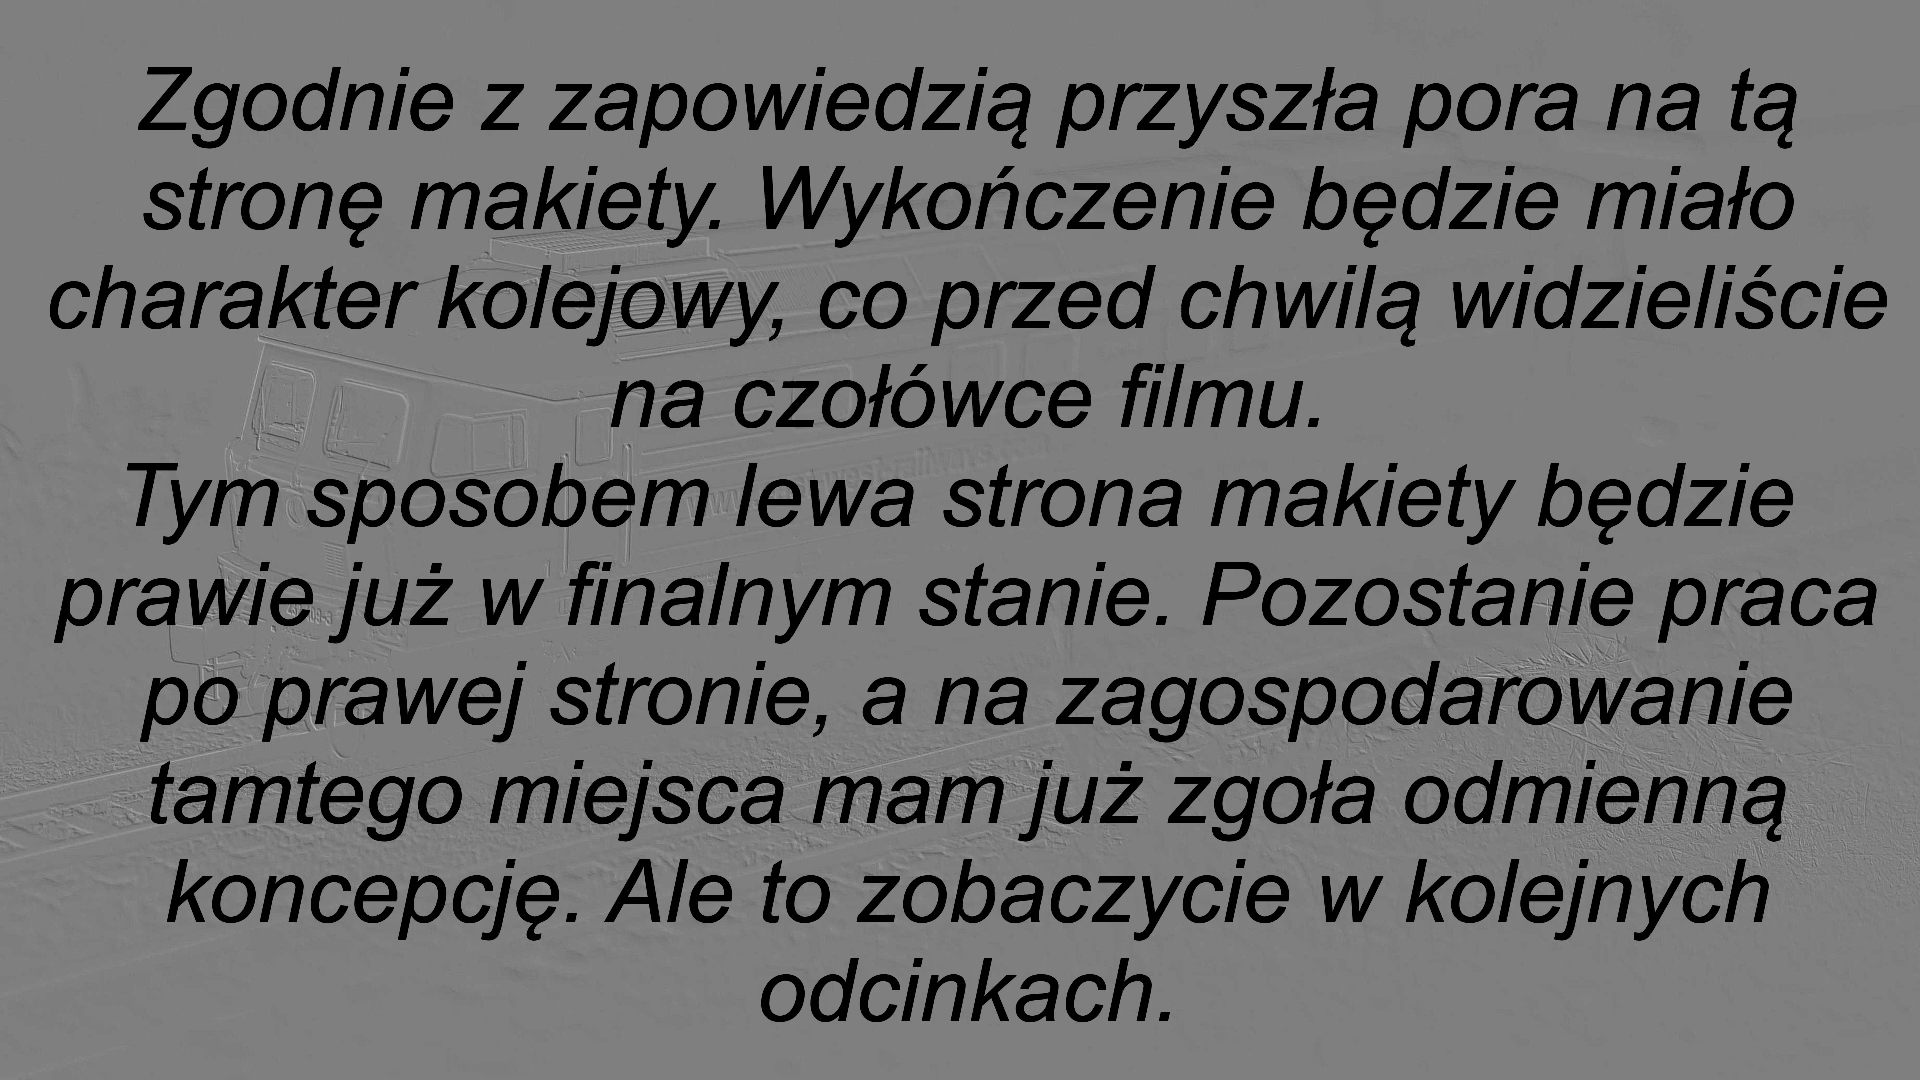 Zgodnie z zapowiedzią przyszła pora na tą
stronę makiety. Wykończenie będzie miało
charakter kolejowy, co przed chwilą widzieliście
na czołówce filmu.
Tym sposobem lewa strona makiety będzie
prawie już w finalnym stanie. Pozostanie praca
po prawej stronie, a na zagospodarowanie
tamtego miejsca mam już zgoła odmienną
koncepcję. Ale to zobaczycie w kolejnych
odcinkach.